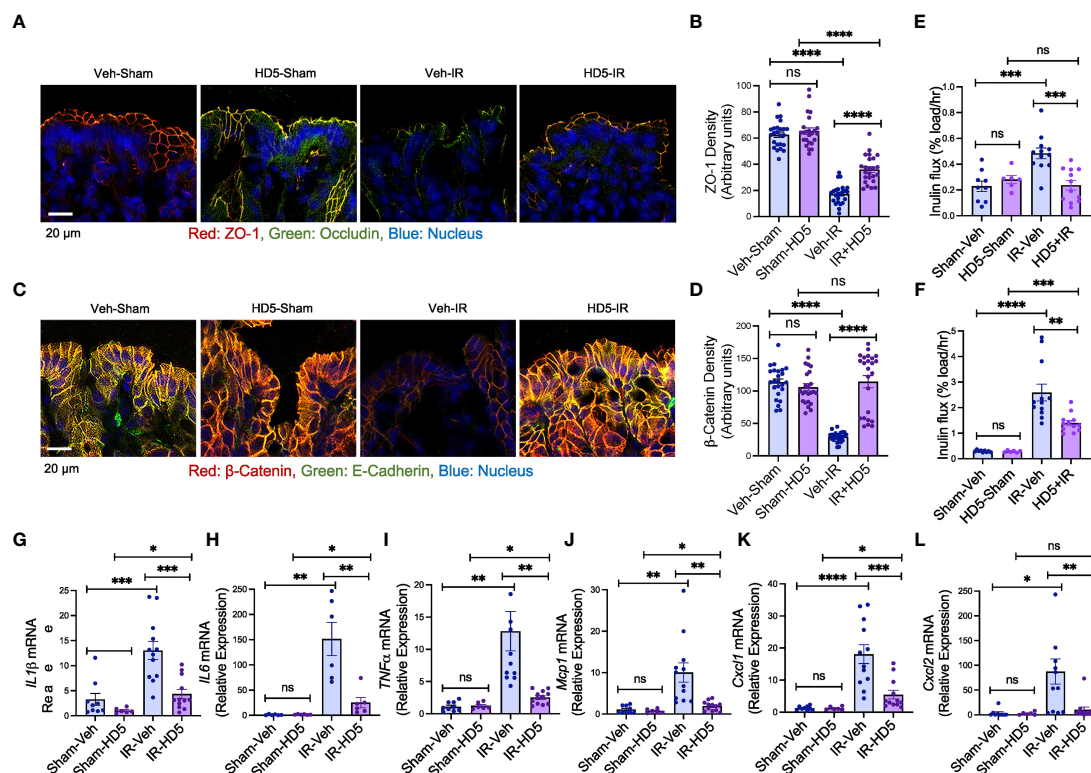 A
Veh-Sham
HD5-Sham
Veh-IR
HD5-IR
20 µm
Red: ZO-1, Green: Occludin, Blue: Nucleus
B
****
****
ns
****
100
80
60
40
20
0
ZO-1 Density
(Arbitrary units)
Veh-Sham
Sham-HD5
Veh-IR
IR+HD5
E
ns
***
***
ns
1.0
0.8
0.6
0.4
0.2
0.0
Inulin flux (% load/hr)
Sham-Veh
HD5-Sham
IR-Veh
HD5+IR
C
Veh-Sham
HD5-Sham
Veh-IR
HD5-IR
20 µm
Red: β-Catenin, Green: E-Cadherin, Blue: Nucleus
D
ns
****
ns
****
200
150
100
50
0
β-Catenin Density
(Arbitrary units)
Veh-Sham
Sham-HD5
Veh-IR
IR+HD5
F
***
****
**
ns
5
4
3
2
1
0
Inulin flux (% load/hr)
Sham-Veh
HD5-Sham
IR-Veh
HD5+IR
G
*
***
***
25
20
15
10
5
0
IL1β mRNA
Sham-Veh
Sham-HD5
IR-Veh
IR-HD5
H
*
**
**
ns
250
200
150
100
50
0
IL6 mRNA
(Relative Expression)
Sham-Veh
Sham-HD5
IR-Veh
IR-HD5
I
*
**
**
ns
20
15
10
5
0
TNFα mRNA
(Relative Expression)
Sham-Veh
Sham-HD5
IR-Veh
IR-HD5
J
*
**
**
ns
30
20
10
0
Mcp1 mRNA
(Relative Expression)
Sham-Veh
Sham-HD5
IR-Veh
IR-HD5
K
*
****
***
ns
40
30
20
10
0
Cxcl1 mRNA
(Relative Expression)
Sham-Veh
Sham-HD5
IR-Veh
IR-HD5
L
ns
*
**
ns
250
200
150
100
50
0
Cxcl2 mRNA
(Relative Expression)
Sham-Veh
Sham-HD5
IR-Veh
IR-HD5